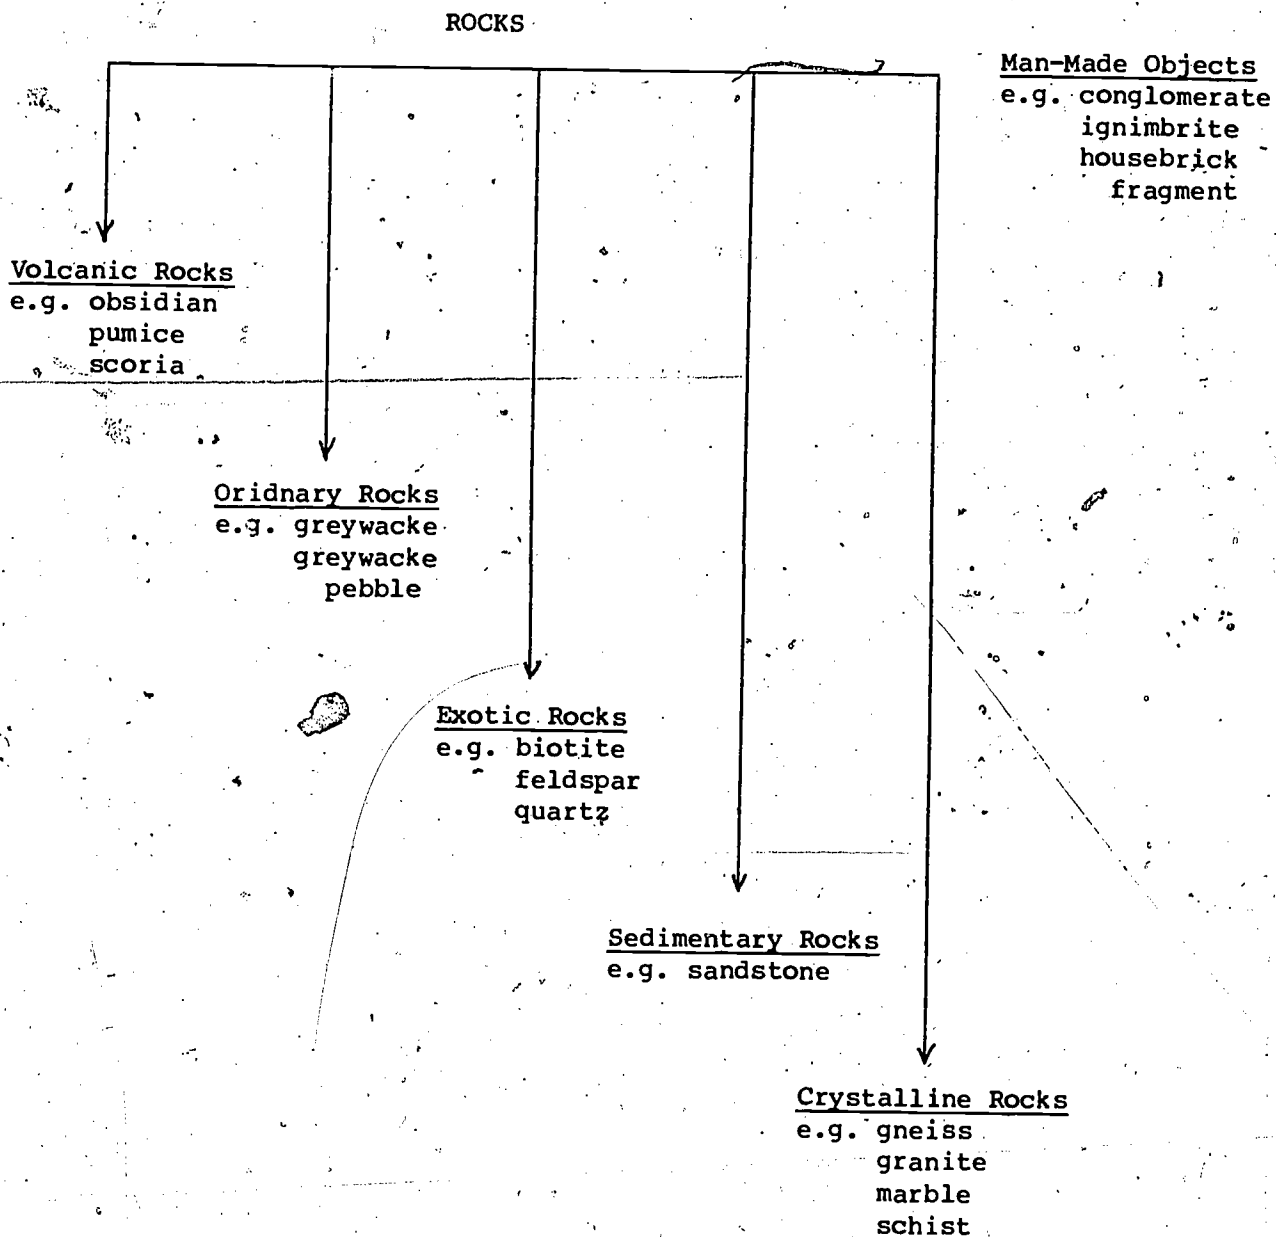 ROCKS
Man-Made Objects
e.g. conglomerate
ignimbrite
housebrick
fragment
Volcanic Rocks
e.g. obsidian
pumice
scoria
Oridnary Rocks
e.g. greywacke
greywacke
pebble
Exotic Rocks
e.g. biotite
feldspar
quartz
Sedimentary Rocks
e.g. sandstone
Crystalline Rocks
e.g. gneiss
granite
marble
schist